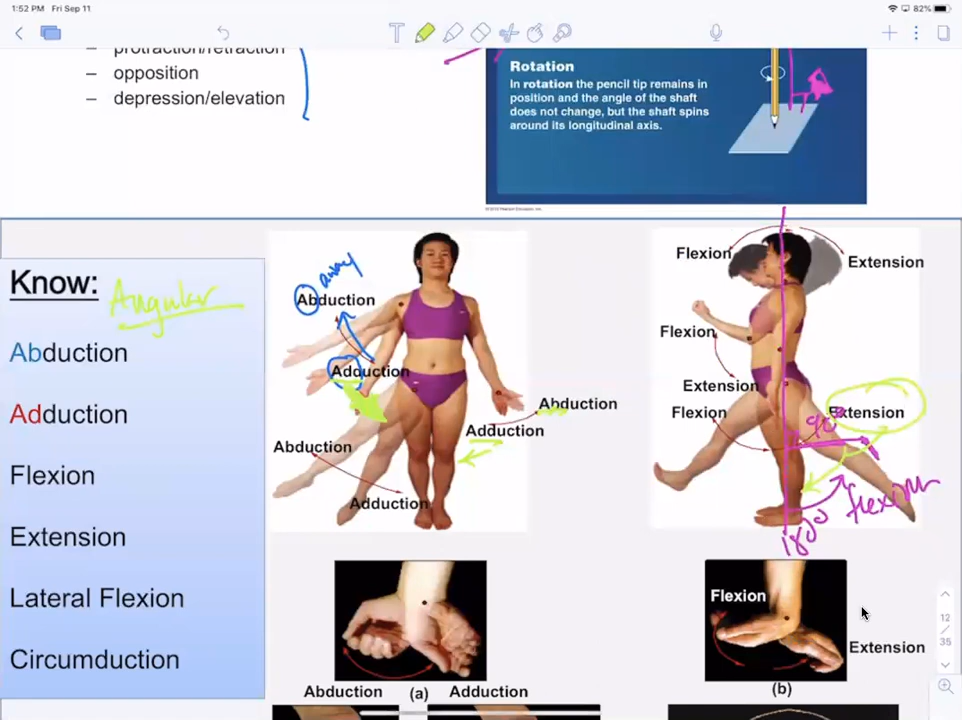 1:52 PM Fri Sep 11
82%
T
– protraction/retraction
– opposition
– depression/elevation
Rotation
In rotation the pencil tip remains in
position and the angle of the shaft
does not change, but the shaft spins
around its longitudinal axis.
Know: Angular
Abduction
Adduction
Flexion
Extension
Lateral Flexion
Circumduction
away
Abduction
Adduction
Abduction
Adduction
Abduction
Adduction
Abduction (a) Adduction
Flexion
Extension
Flexion
Extension
Flexion
Extension
90°
flexion
180°
Flexion
Extension
(b)
12
/
35